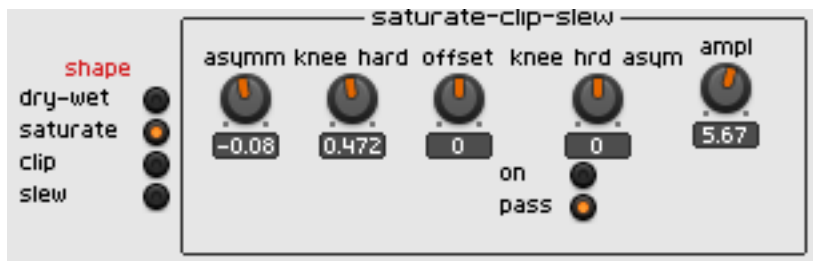 saturate-clip-slew
shape
dry-wet
saturate
clip
slew
asymm knee hard offset knee hrd asym ampl
-0.08 0.472 0 0 5.67
on
pass